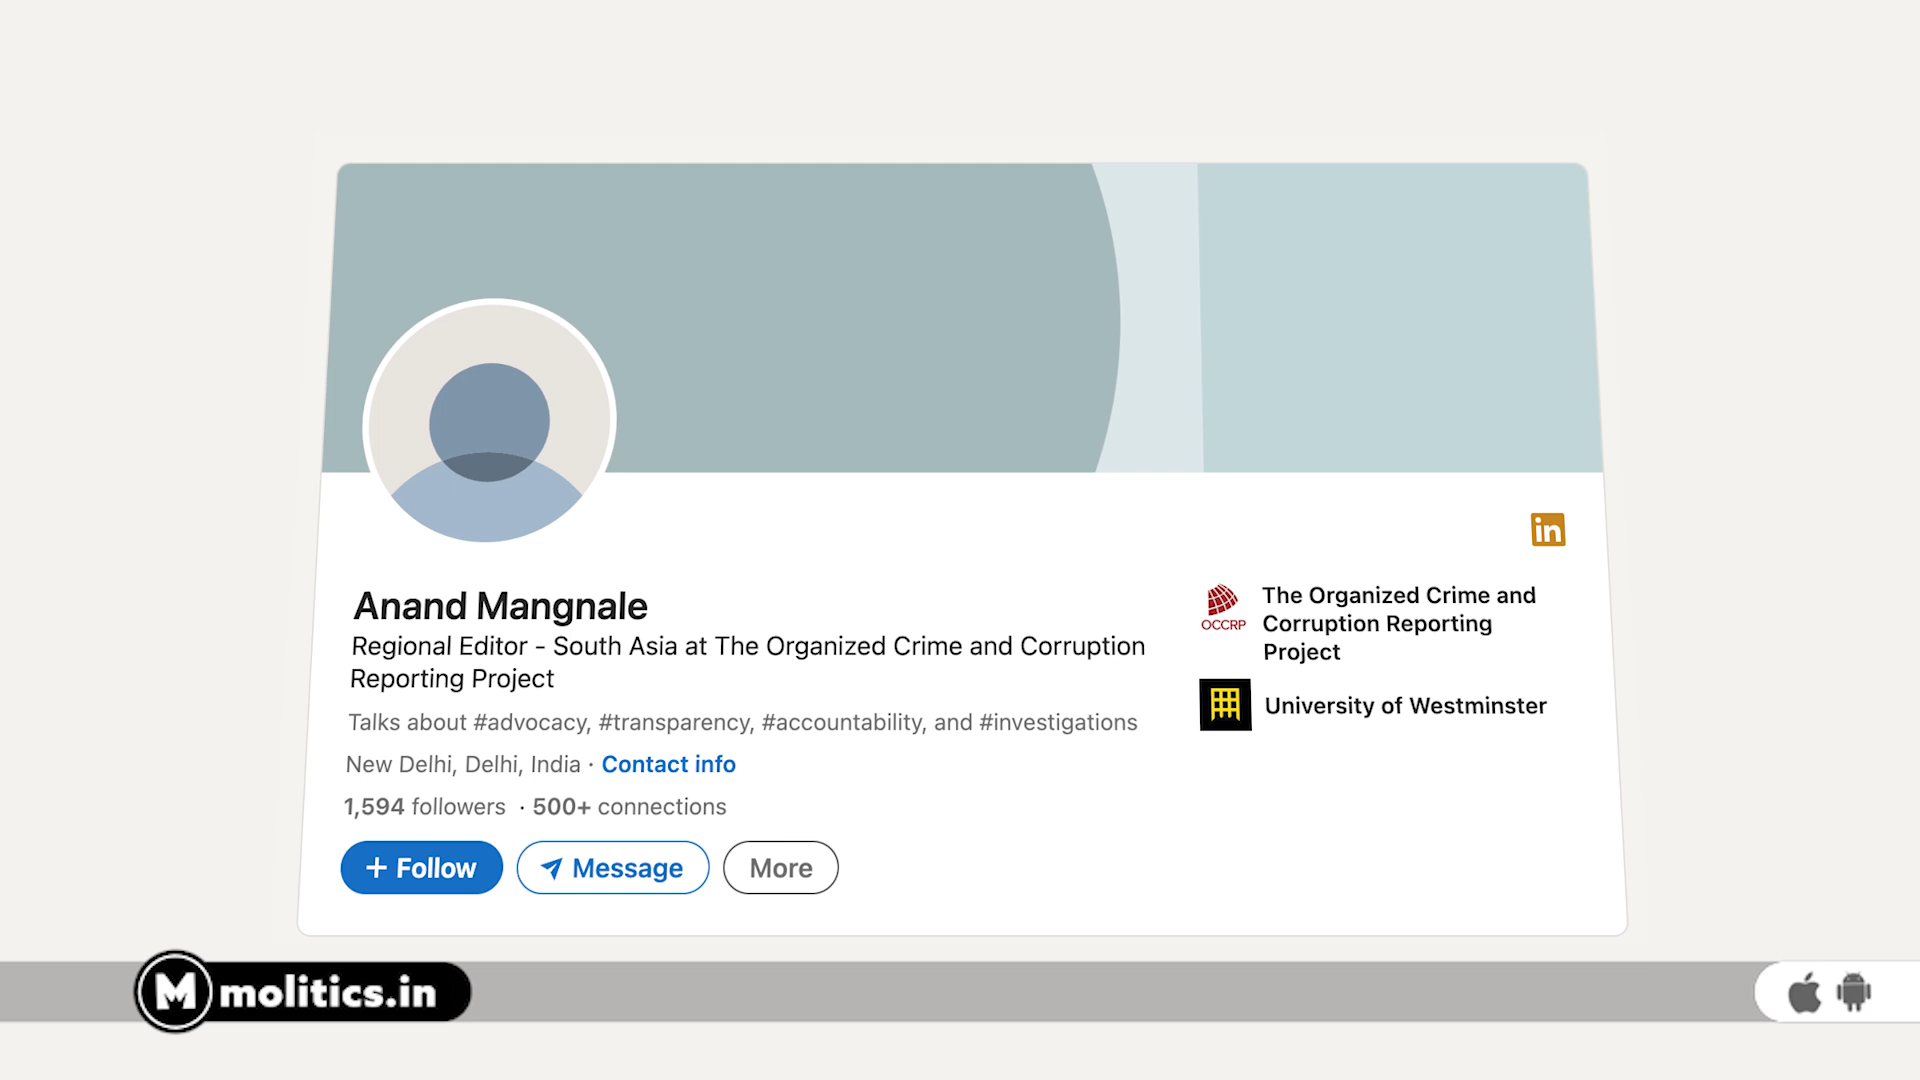 in
Anand Mangnale
Regional Editor - South Asia at The Organized Crime and Corruption
Reporting Project
Talks about #advocacy, #transparency, #accountability, and #investigations
New Delhi, Delhi, India · Contact info
1,594 followers · 500+ connections
+ Follow
Message
More
OCCRP
The Organized Crime and
Corruption Reporting
Project
University of Westminster
M molitics.in